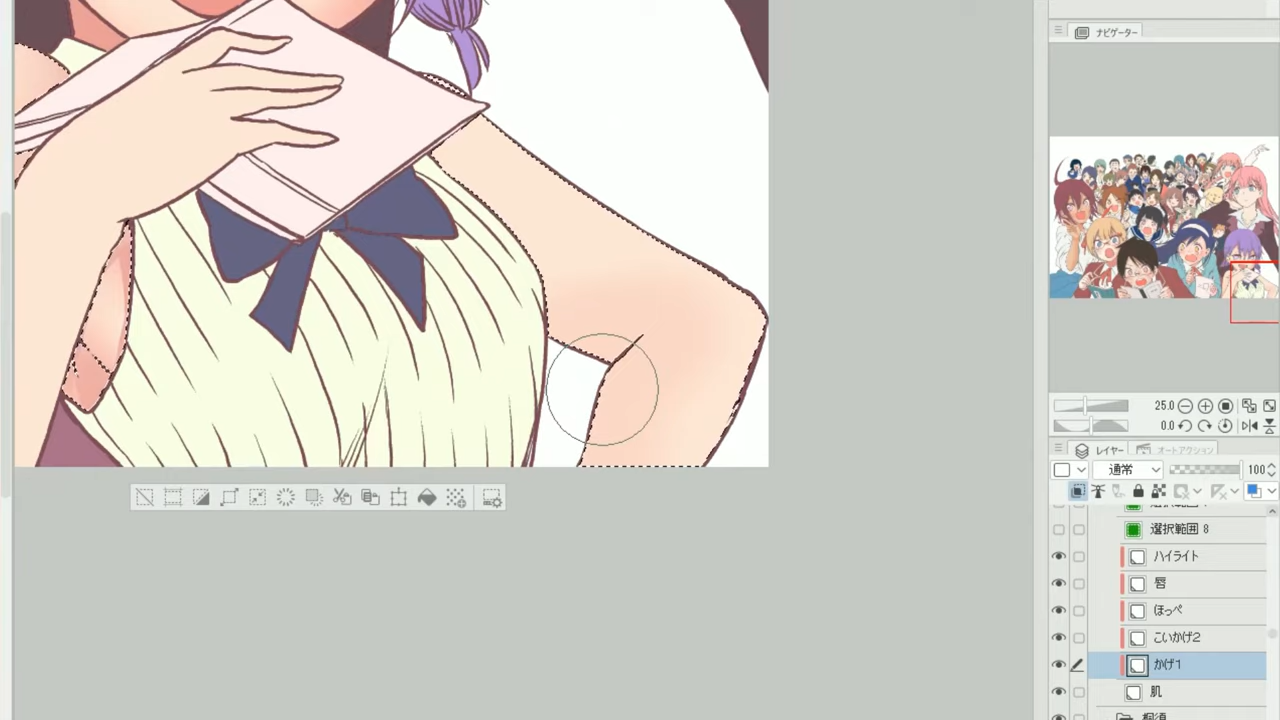 ナビゲーター
25.0
0.0
レイヤー オートアクション
通常 100
選択範囲 8
ハイライト
唇
ほっぺ
こいかげ2
かげ1
肌
桐須